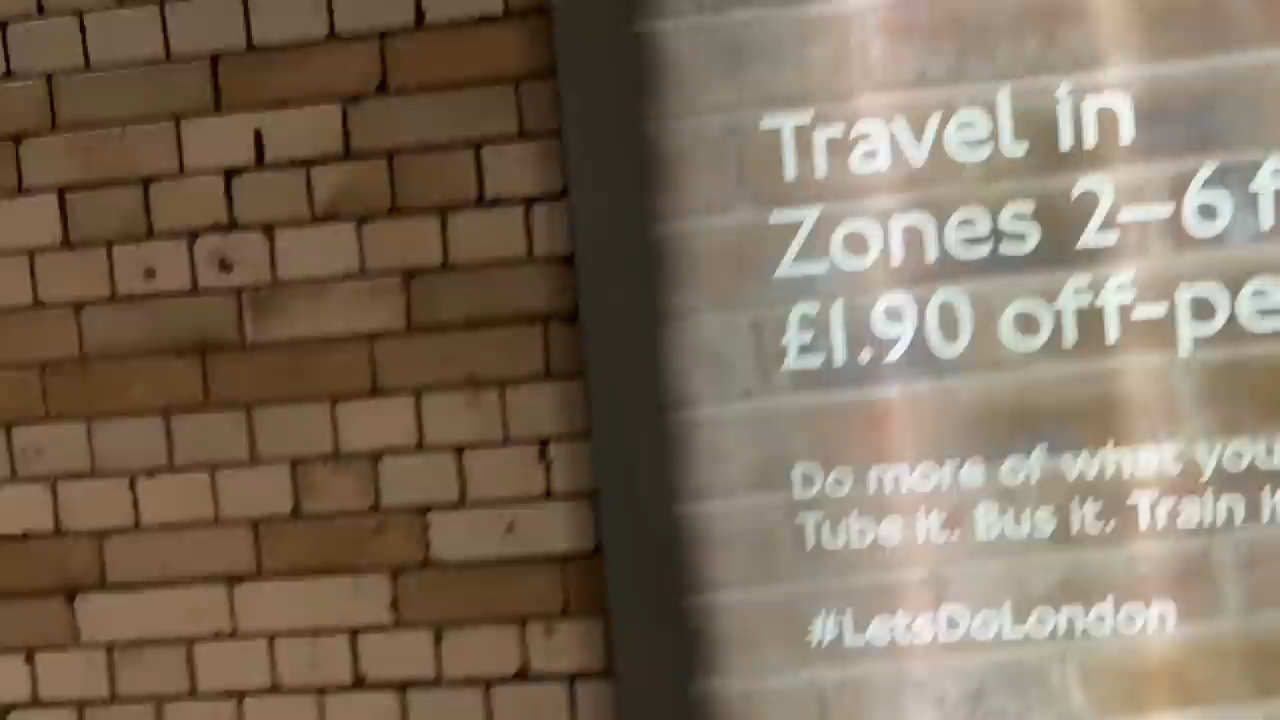 Travel in
Zones 2–6 f
£1.90 off-pe
Do more of what you
Tube it. Bus it. Train it
#LetsDoLondon